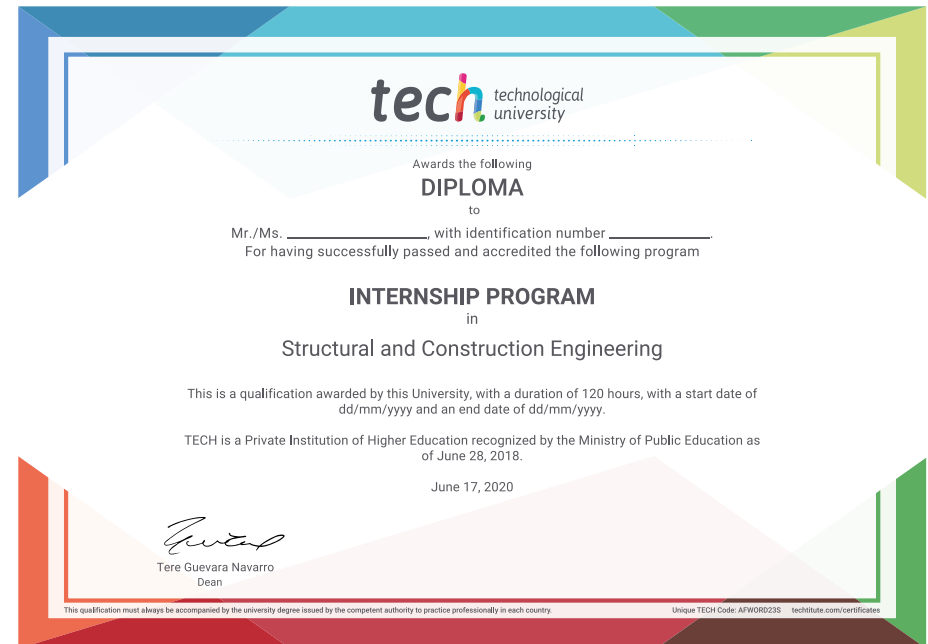 tech technological
university
Awards the following
DIPLOMA
to
Mr./Ms. ____________________, with identification number ______________.
For having successfully passed and accredited the following program
INTERNSHIP PROGRAM
in
Structural and Construction Engineering
This is a qualification awarded by this University, with a duration of 120 hours, with a start date of
dd/mm/yyyy and an end date of dd/mm/yyyy.
TECH is a Private Institution of Higher Education recognized by the Ministry of Public Education as
of June 28, 2018.
June 17, 2020
Tere Guevara Navarro
Dean
This qualification must always be accompanied by the university degree issued by the competent authority to practice professionally in each country.
Unique TECH Code: AFWORD23S techtitute.com/certificates